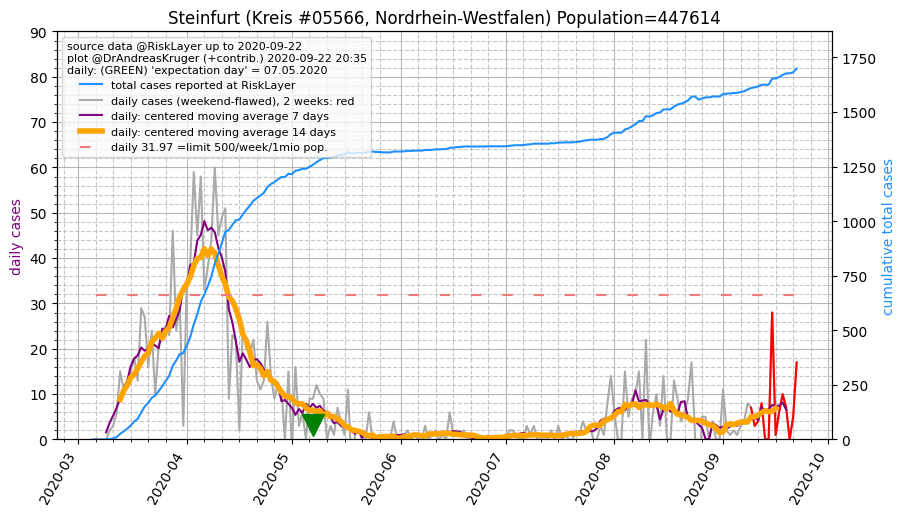 Steinfurt (Kreis #05566, Nordrhein-Westfalen) Population=447614
source data @RiskLayer up to 2020-09-22
plot @DrAndreasKruger (+contrib.) 2020-09-22 20:35
daily: (GREEN) 'expectation day' = 07.05.2020
total cases reported at RiskLayer
daily cases (weekend-flawed), 2 weeks: red
daily: centered moving average 7 days
daily: centered moving average 14 days
daily 31.97 =limit 500/week/1mio pop.
daily cases
90
80
70
60
50
40
30
20
10
0
1750
1500
1250
1000
750
500
250
0
cumulative total cases
2020-03
2020-04
2020-05
2020-06
2020-07
2020-08
2020-09
2020-10